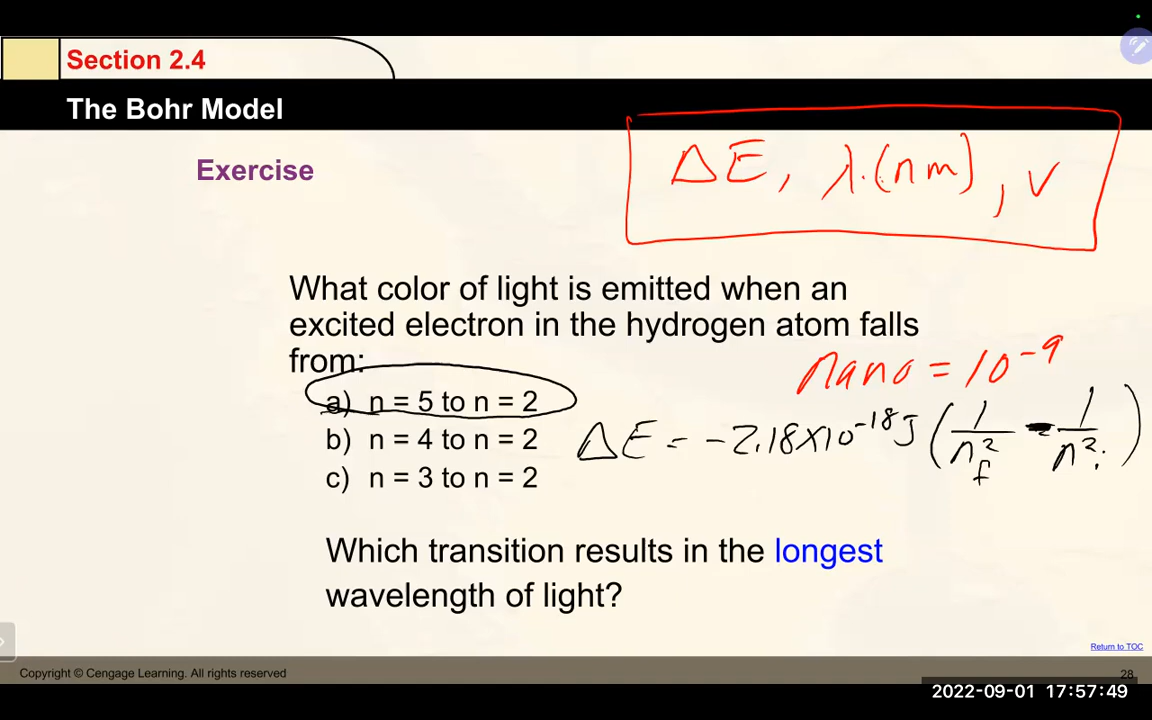 Section 2.4
The Bohr Model
ΔE, λ.(nm), ν
Exercise
What color of light is emitted when an
excited electron in the hydrogen atom falls
from:
nano = 10⁻⁹
a) n = 5 to n = 2
b) n = 4 to n = 2
ΔE = -2.18x10⁻¹⁸J (1/n_f² - 1/n_i²)
c) n = 3 to n = 2
Which transition results in the longest
wavelength of light?
Return to TOC
Copyright © Cengage Learning. All rights reserved
28
2022-09-01 17:57:49